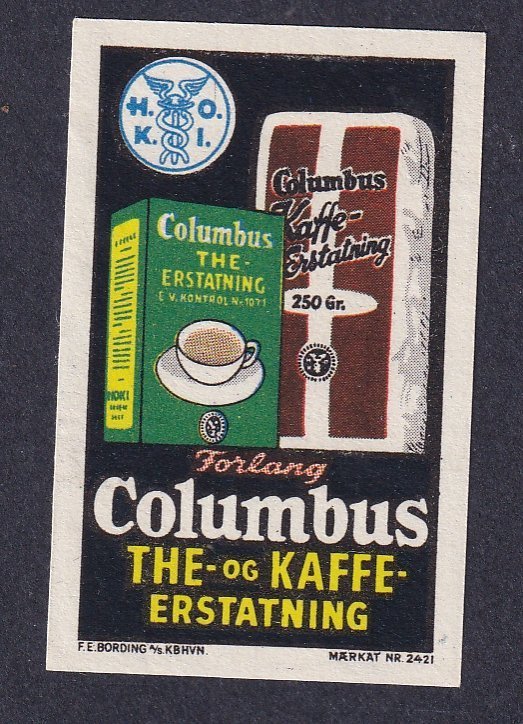 H. O.
K. I.
Columbus
Kaffe-
Erstatning
250 Gr.
Columbus
THE-
ERSTATNING
E.V. KONTROL Nr. 1071
HOKI
Forlang
Columbus
THE- OG KAFFE-
ERSTATNING
F.E. BORDING A/S. KBHVN.
MÆRKAT NR. 2421